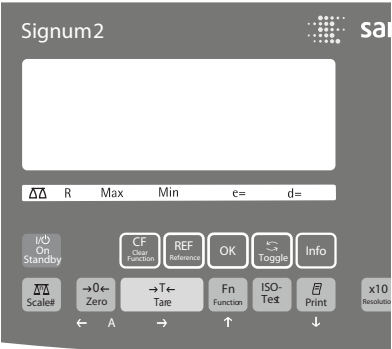 Signum2
sar
R Max Min e= d=
I/⏻
On
Standby
CF
Clear
Function
REF
Reference
OK
Toggle
Info
Scale#
→0←
Zero
→T←
Tare
Fn
Function
ISO-
Test
Print
x10
Resolutio
← A → ↑ ↓